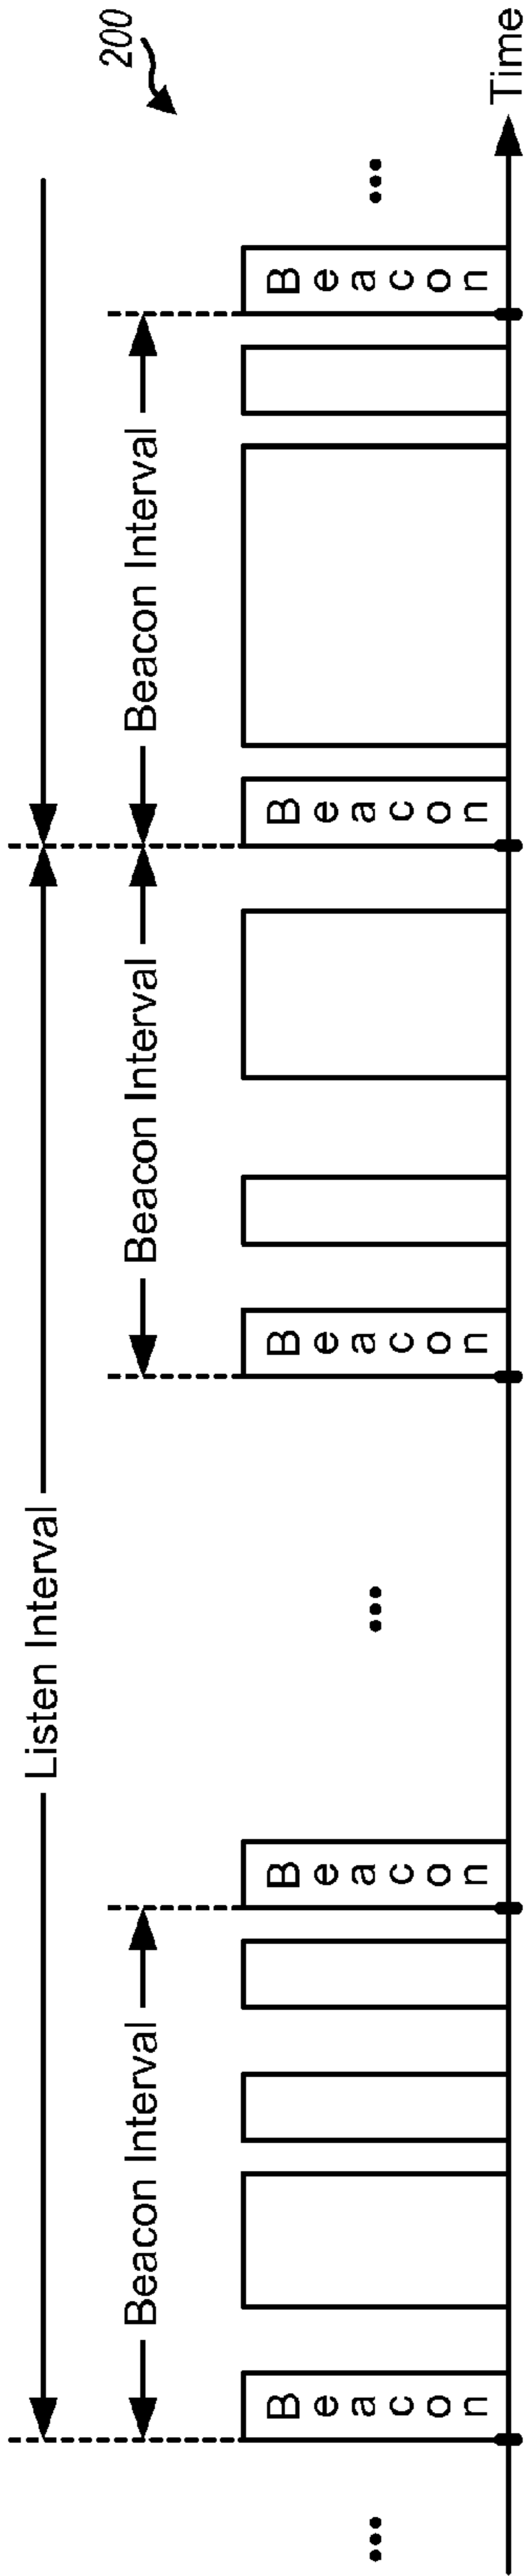 200
Listen Interval
Beacon Interval
Beacon Interval
Beacon Interval
Beacon
Beacon
Beacon
Beacon
Beacon
...
...
...
Time